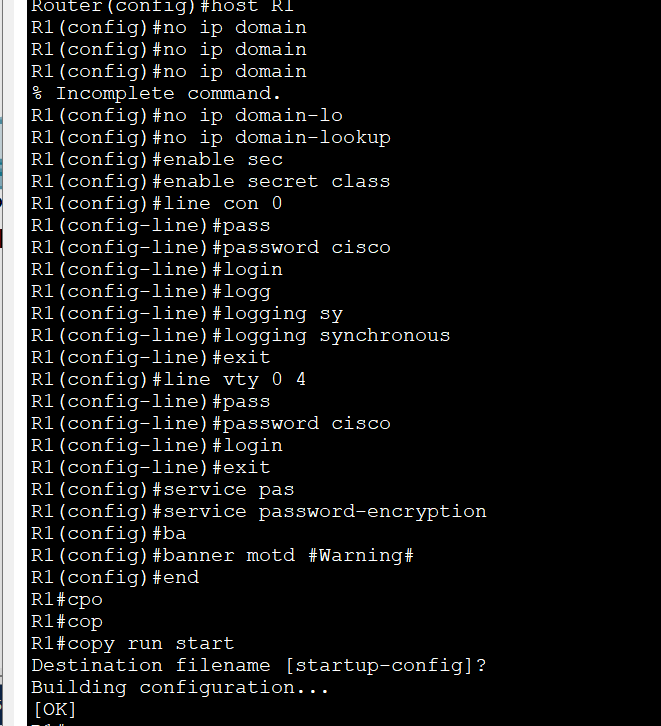 Router(config)#host R1
R1(config)#no ip domain
R1(config)#no ip domain
R1(config)#no ip domain
% Incomplete command.
R1(config)#no ip domain-lo
R1(config)#no ip domain-lookup
R1(config)#enable sec
R1(config)#enable secret class
R1(config)#line con 0
R1(config-line)#pass
R1(config-line)#password cisco
R1(config-line)#login
R1(config-line)#logg
R1(config-line)#logging sy
R1(config-line)#logging synchronous
R1(config-line)#exit
R1(config)#line vty 0 4
R1(config-line)#pass
R1(config-line)#password cisco
R1(config-line)#login
R1(config-line)#exit
R1(config)#service pas
R1(config)#service password-encryption
R1(config)#ba
R1(config)#banner motd #Warning#
R1(config)#end
R1#cpo
R1#cop
R1#copy run start
Destination filename [startup-config]?
Building configuration...
[OK]
R1#